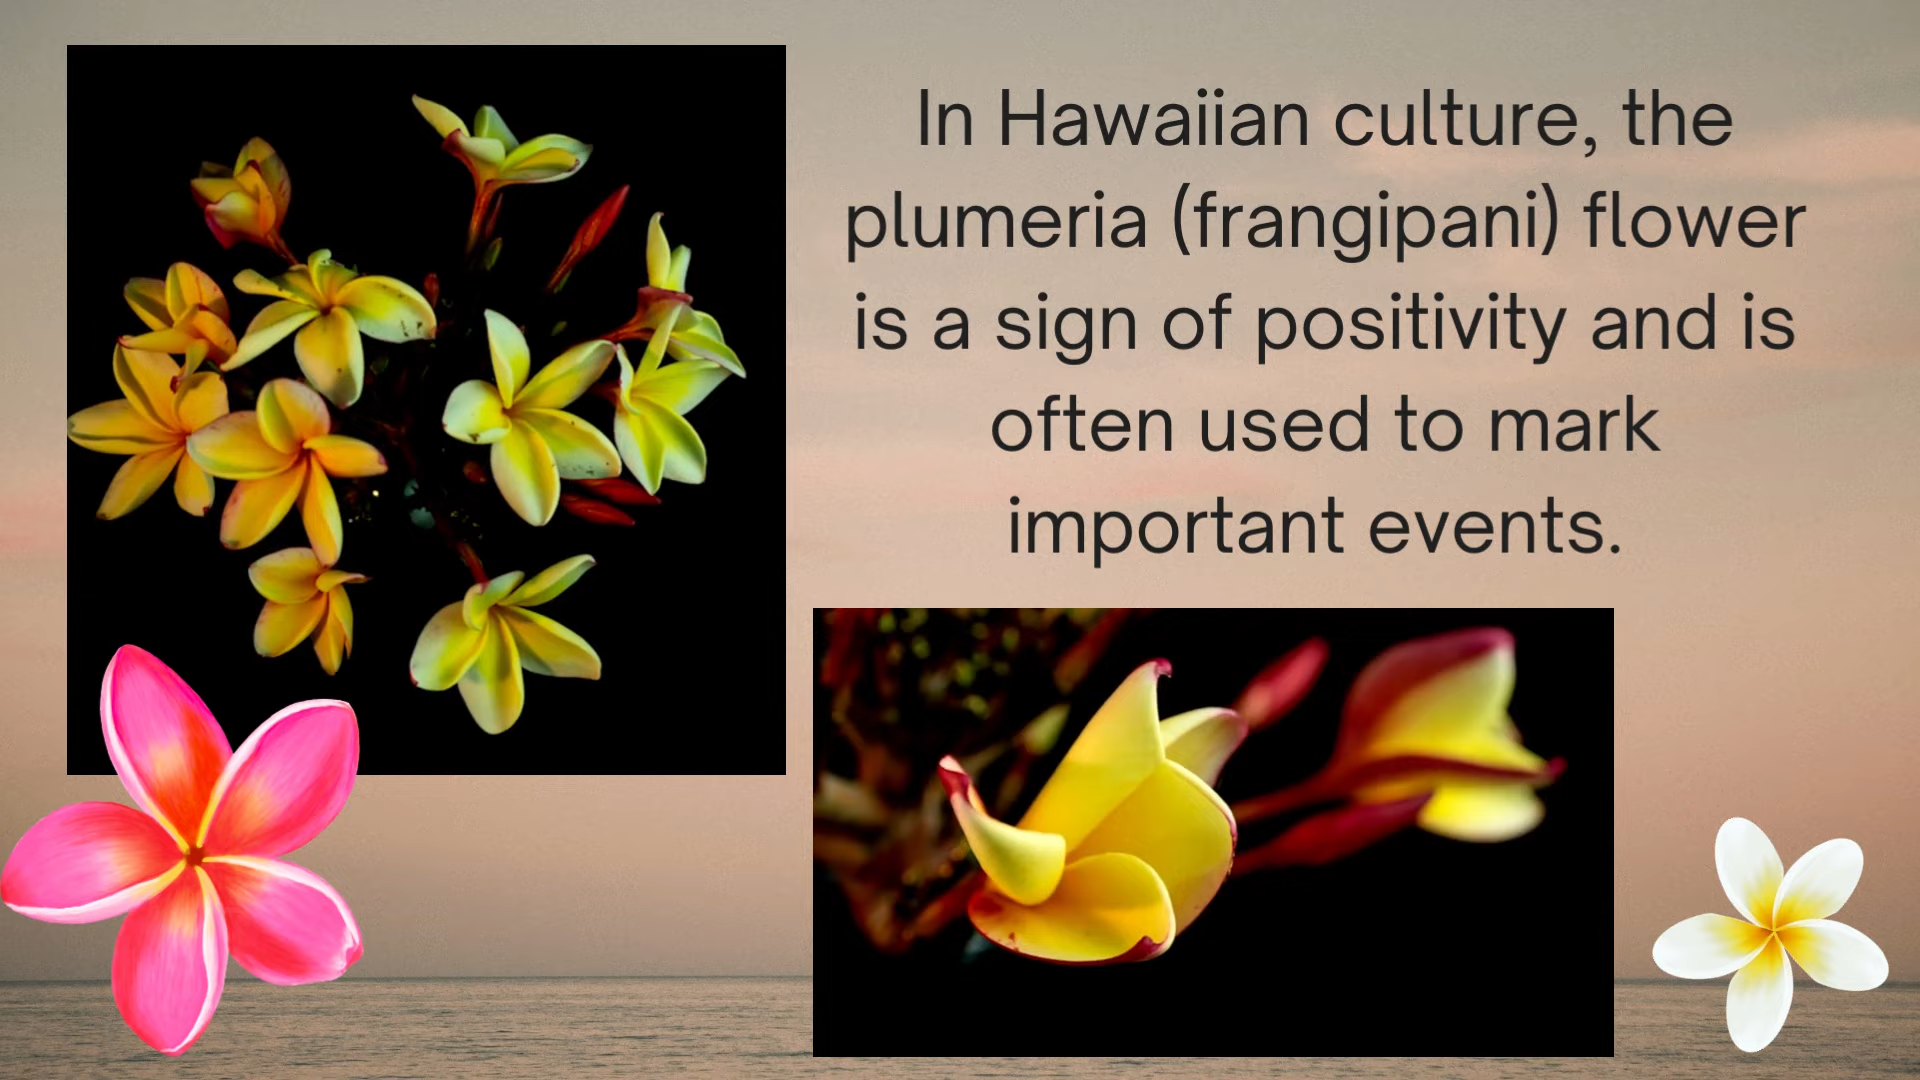 In Hawaiian culture, the
plumeria (frangipani) flower
is a sign of positivity and is
often used to mark
important events.